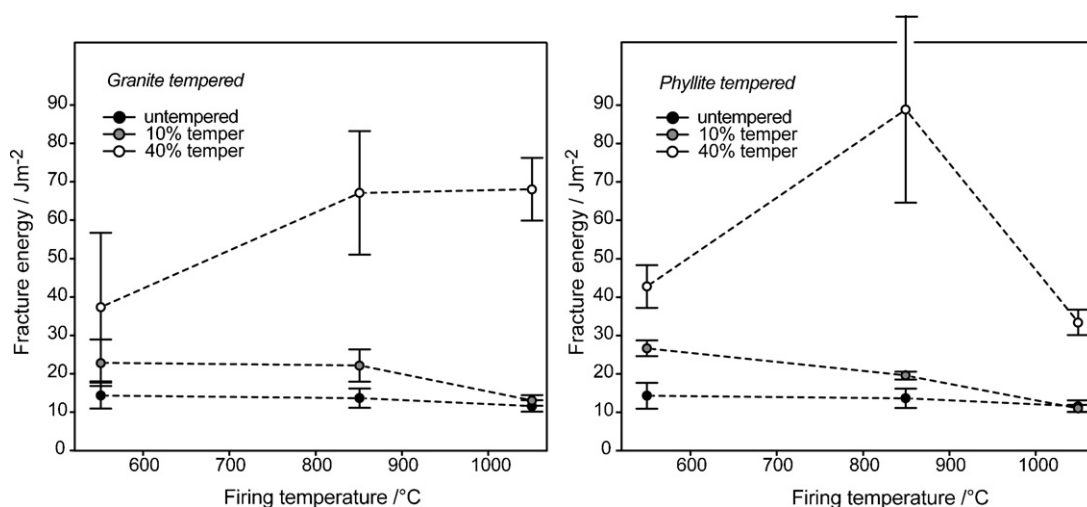 Granite tempered
untempered
10% temper
40% temper
Fracture energy / Jm⁻²
90
80
70
60
50
40
30
20
10
0
600 700 800 900 1000
Firing temperature /°C
Phyllite tempered
untempered
10% temper
40% temper
Fracture energy / Jm⁻²
90
80
70
60
50
40
30
20
10
0
600 700 800 900 1000
Firing temperature /°C